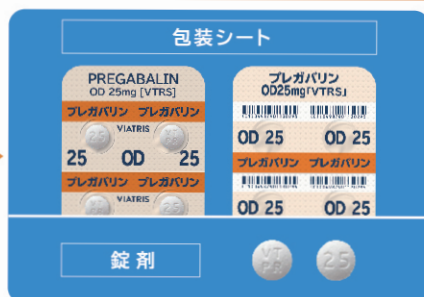 包装シート
PREGABALIN
OD 25mg [VTRS]
プレガバリン プレガバリン
VIATRIS
25 OD 25
プレガバリン プレガバリン
VIATRIS
25
プレガバリン
OD25mg「VTRS」
OD 25 OD 25
プレガバリン プレガバリン
OD 25 OD 25
錠剤
VT
PR
25